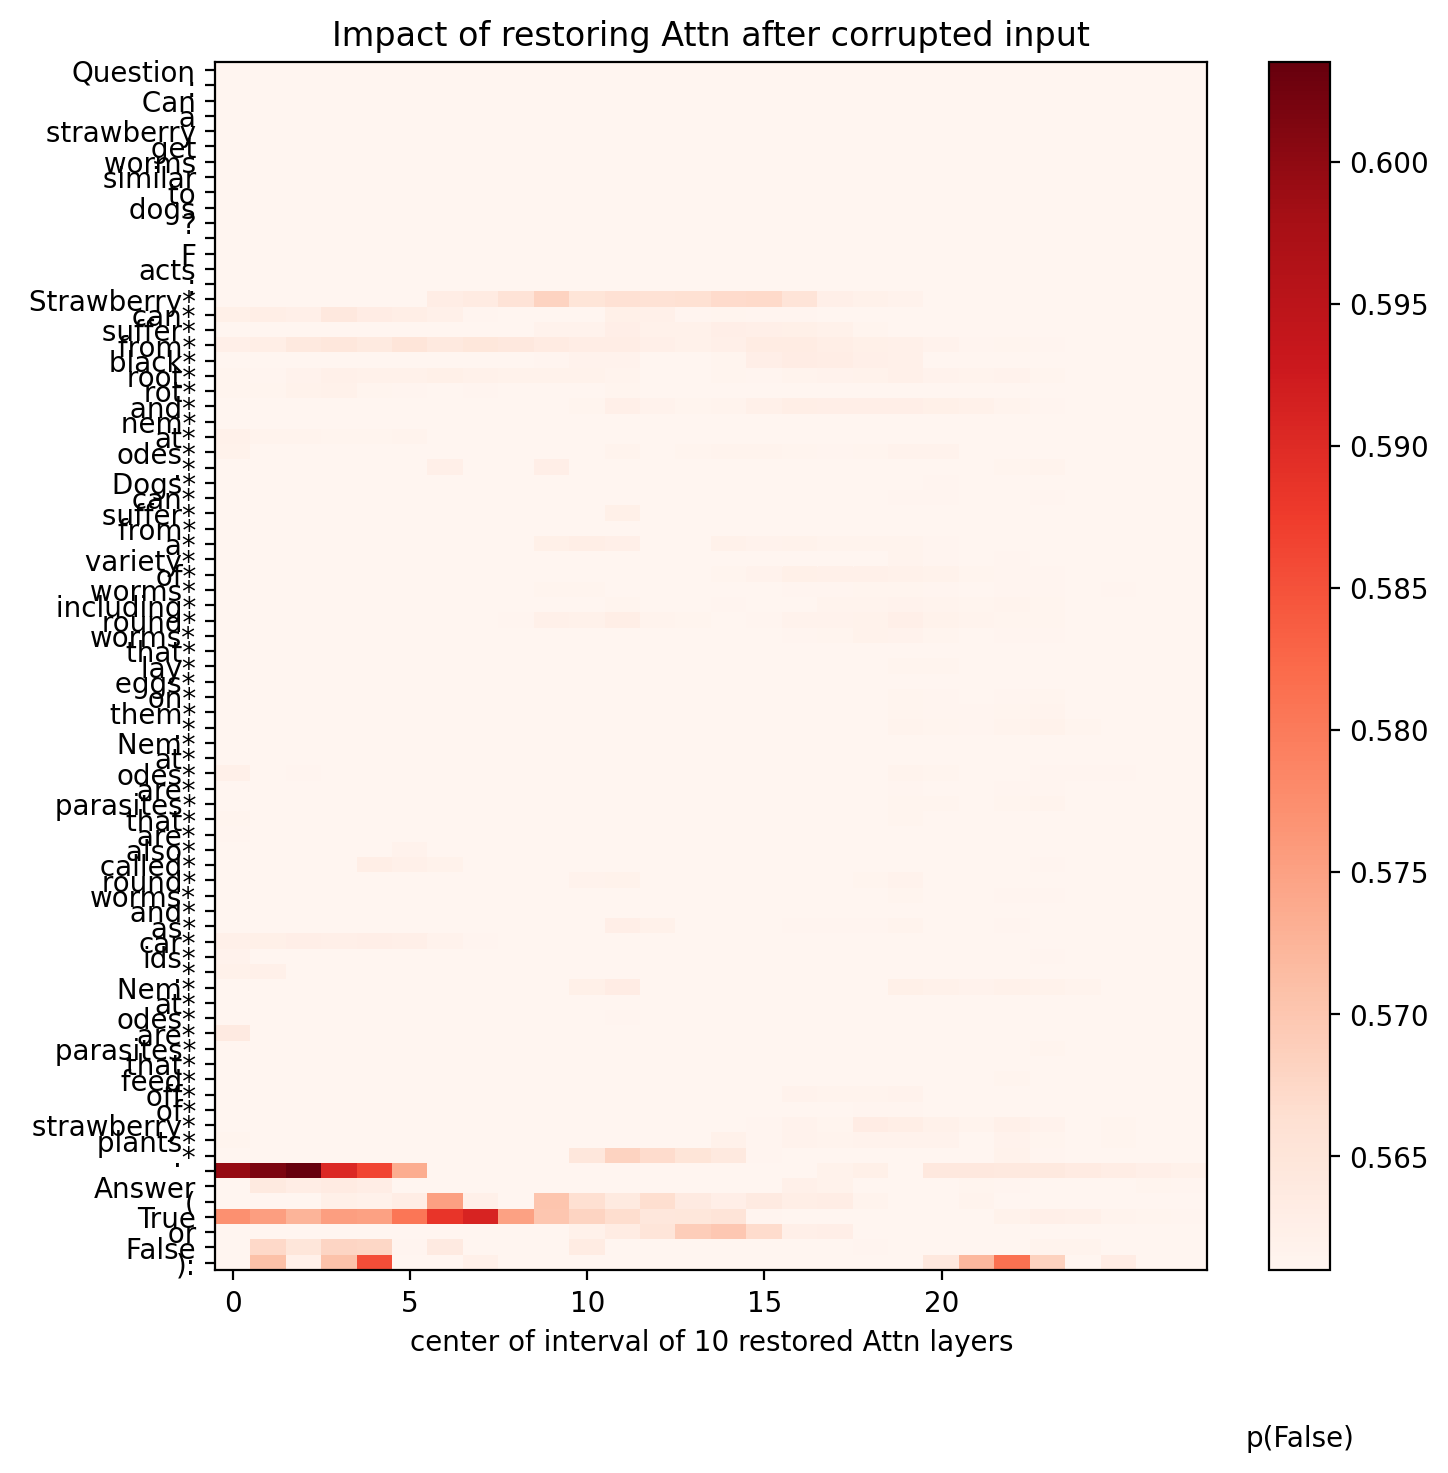 Impact of restoring Attn after corrupted input
Question
:
Can
a
strawberry
get
worms
similar
to
dogs
?
F
acts
:
Strawberry*
can*
suffer*
from*
black*
root*
rot*
and*
nem*
at*
odes*
.*
Dogs*
can*
suffer*
from*
a*
variety*
of*
worms*
including*
round*
worms*
that*
lay*
eggs*
on*
them*
.*
Nem*
at*
odes*
are*
parasites*
that*
are*
also*
called*
round*
worms*
and*
as*
car*
ids*
.*
Nem*
at*
odes*
are*
parasites*
that*
feed*
off*
of*
strawberry*
plants*
.*
Answer
(
True
or
False
):
0 5 10 15 20
center of interval of 10 restored Attn layers
0.600
0.595
0.590
0.585
0.580
0.575
0.570
0.565
p(False)